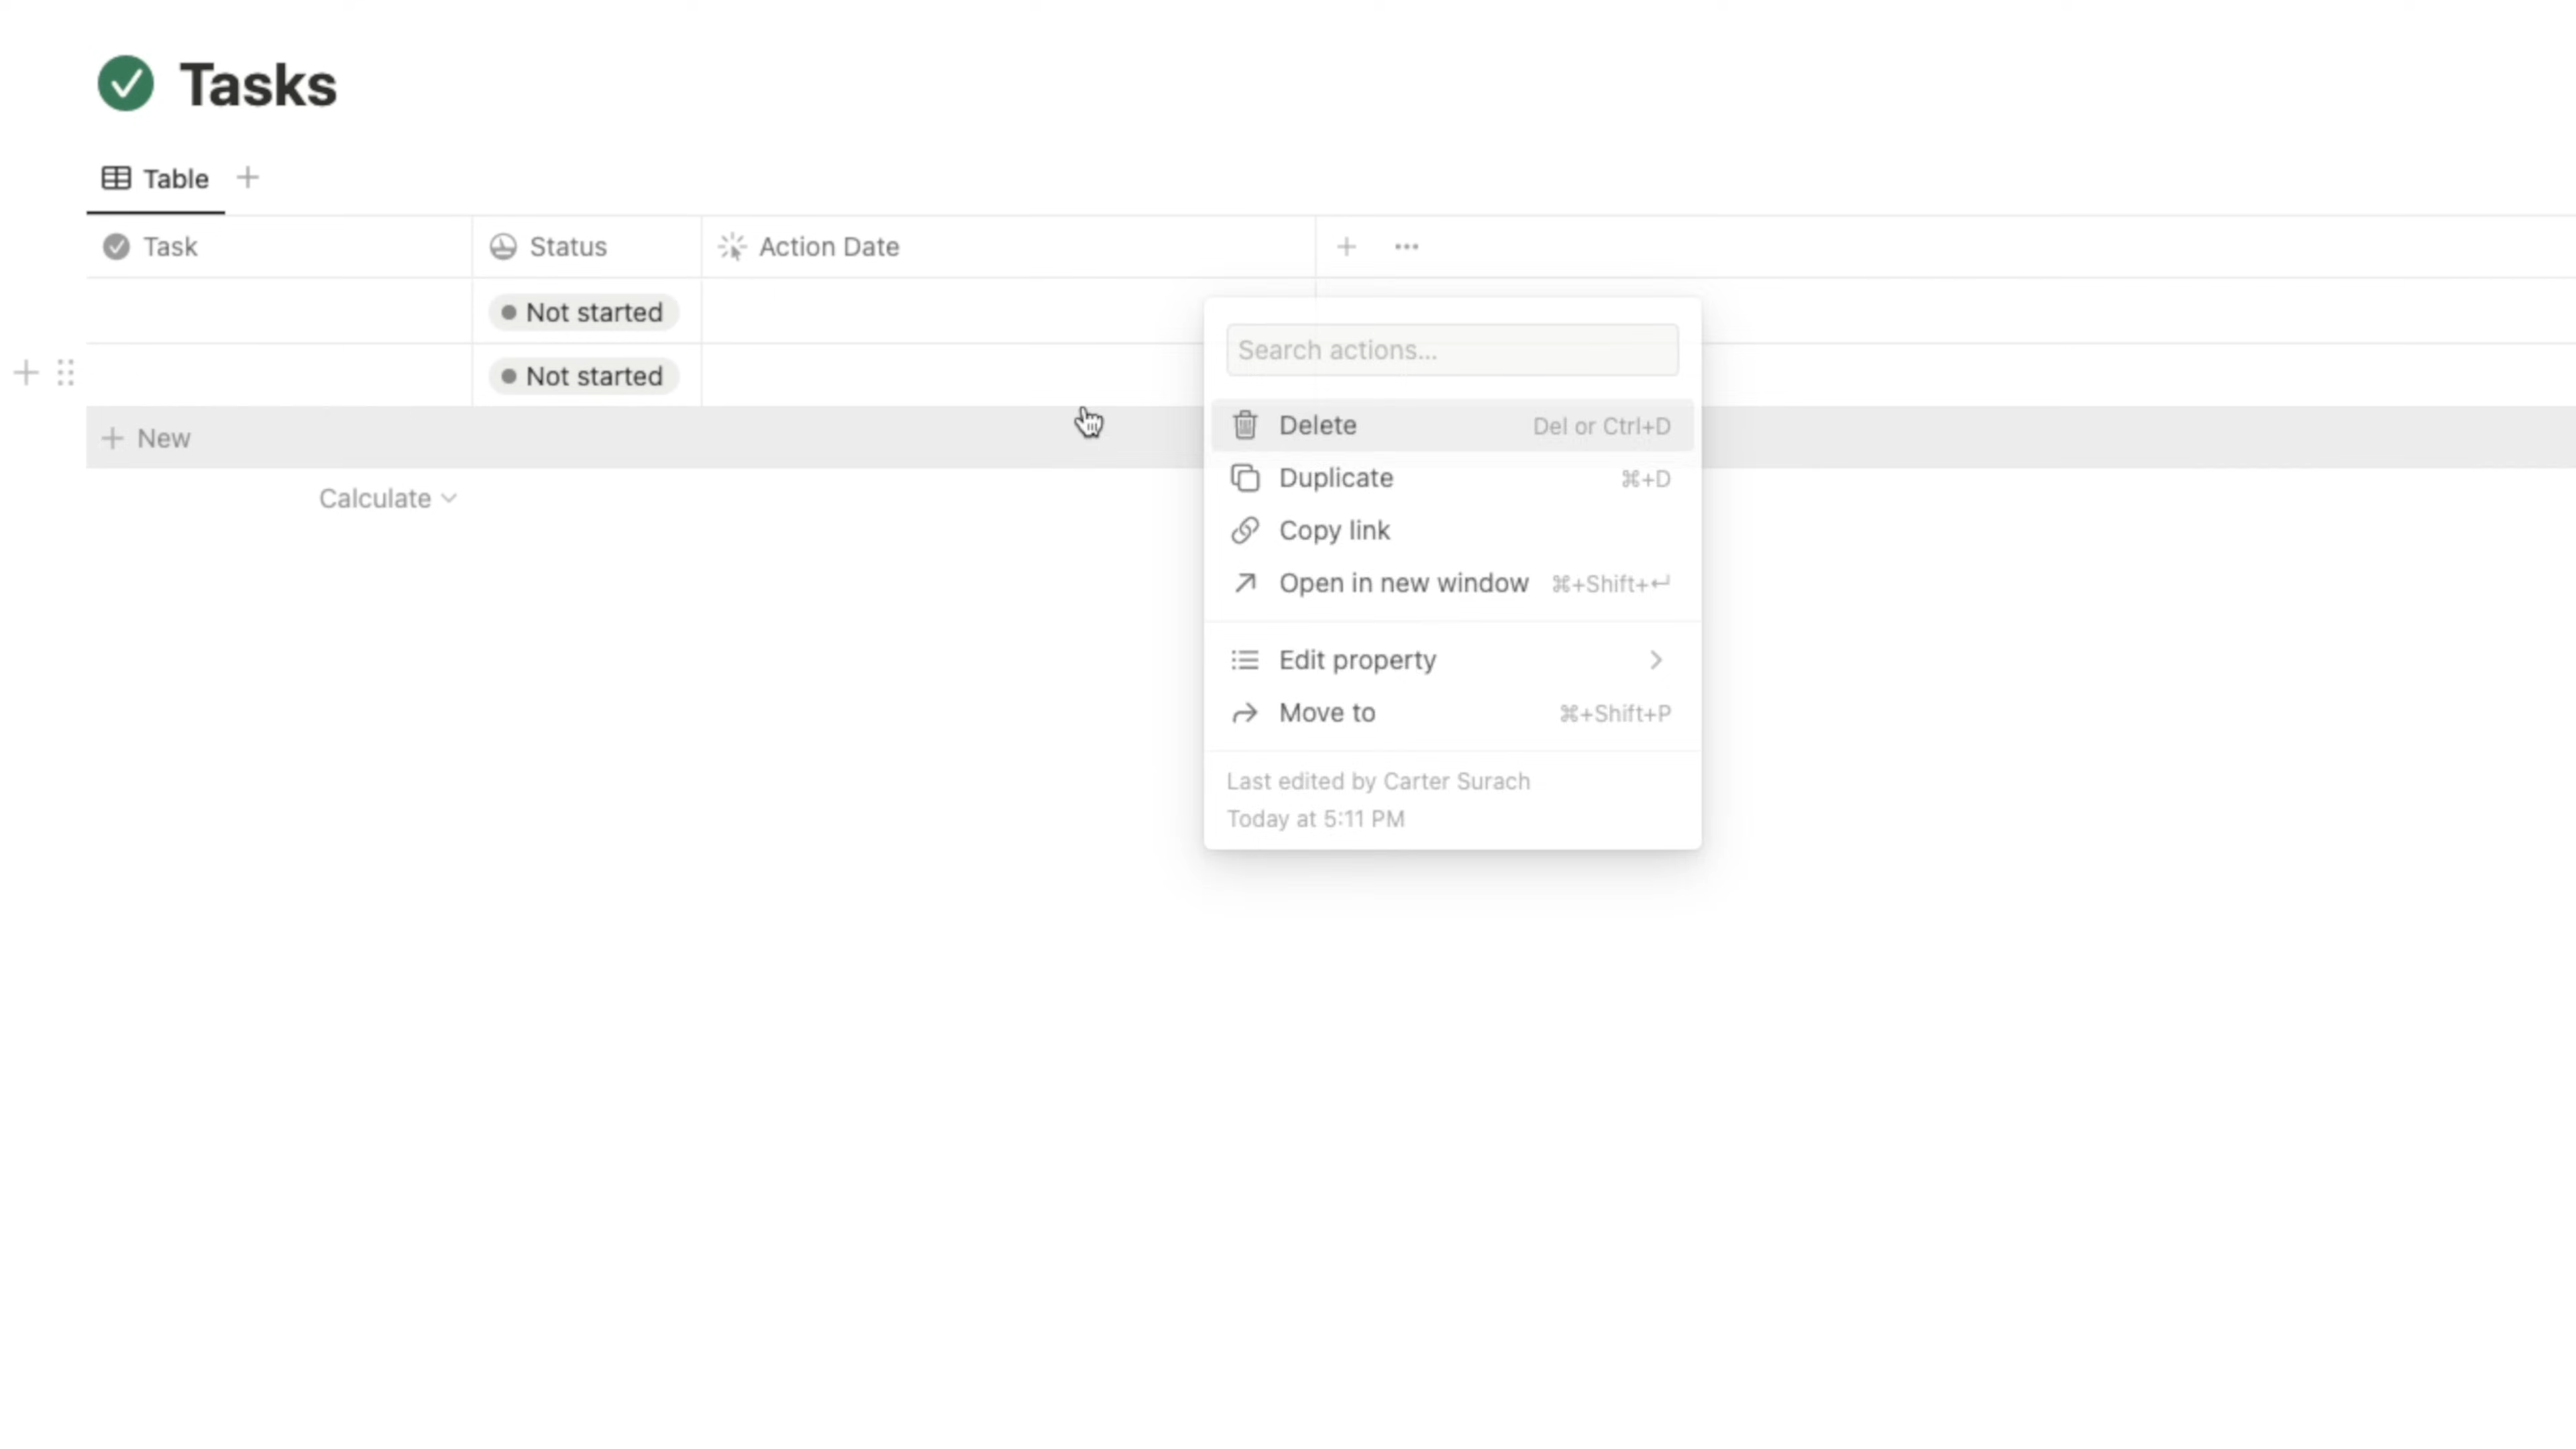 Tasks
Table
Task Status Action Date
Not started
Not started
New
Calculate
Search actions...
Delete Del or Ctrl+D
Duplicate ⌘+D
Copy link
Open in new window ⌘+Shift+↵
Edit property
Move to ⌘+Shift+P
Last edited by Carter Surach
Today at 5:11 PM